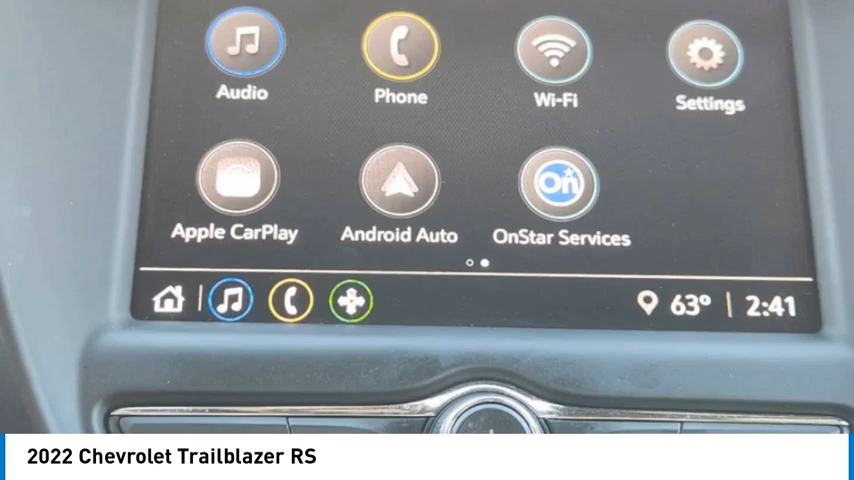 Audio Phone Wi-Fi Settings
Apple CarPlay Android Auto On OnStar Services
63° 2:41
2022 Chevrolet Trailblazer RS